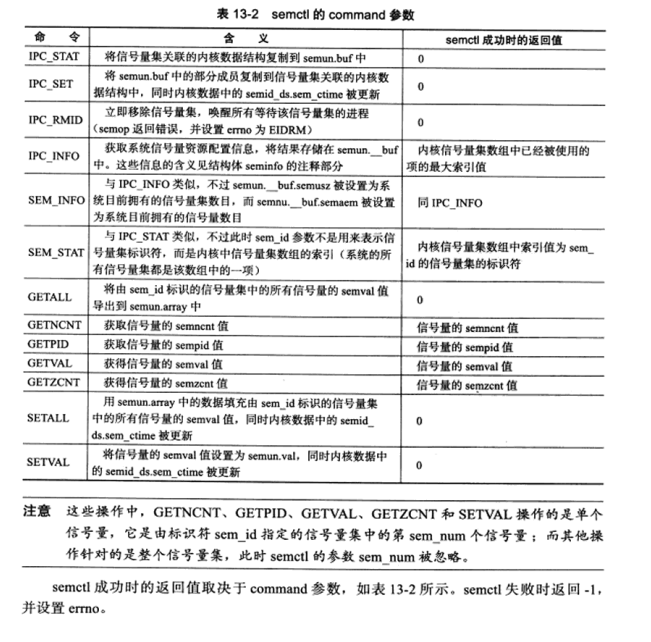 表 13-2 semctl 的 command 参数
命 令 含 义 semctl 成功时的返回值
IPC_STAT 将信号量集关联的内核数据结构复制到 semun.buf 中 0
IPC_SET 将 semun.buf 中的部分成员复制到信号量集关联的内核数
据结构中，同时内核数据中的 semid_ds.sem_ctime 被更新 0
IPC_RMID 立即移除信号量集，唤醒所有等待该信号量集的进程
（semop 返回错误，并设置 errno 为 EIDRM） 0
IPC_INFO 获取系统信号量资源配置信息，将结果存储在 semun.__buf
中。这些信息的含义见结构体 seminfo 的注释部分
内核信号量集数组中已经被使用的
项的最大索引值
SEM_INFO 与 IPC_INFO 类似，不过 semun.__buf.semusz 被设置为系
统目前拥有的信号量集数目，而 semnu.__buf.semaem 被设置
为系统目前拥有的信号量数目
同 IPC_INFO
SEM_STAT 与 IPC_STAT 类似，不过此时 sem_id 参数不是用来表示信
号量集标识符，而是内核中信号量集数组的索引（系统的所
有信号量集都是该数组中的一项）
内核信号量集数组中索引值为 sem_
id 的信号量集的标识符
GETALL 将由 sem_id 标识的信号量集中的所有信号量的 semval 值
导出到 semun.array 中 0
GETNCNT 获取信号量的 semncnt 值 信号量的 semncnt 值
GETPID 获取信号量的 sempid 值 信号量的 sempid 值
GETVAL 获得信号量的 semval 值 信号量的 semval 值
GETZCNT 获得信号量的 semzcnt 值 信号量的 semzcnt 值
SETALL 用 semun.array 中的数据填充由 sem_id 标识的信号量集
中的所有信号量的 semval 值，同时内核数据中的 semid_
ds.sem_ctime 被更新 0
SETVAL 将信号量的 semval 值设置为 semun.val，同时内核数据中
的 semid_ds.sem_ctime 被更新 0
注意 这些操作中，GETNCNT、GETPID、GETVAL、GETZCNT 和 SETVAL 操作的是单个
信号量，它是由标识符 sem_id 指定的信号量集中的第 sem_num 个信号量；而其他操
作针对的是整个信号量集，此时 semctl 的参数 sem_num 被忽略。
semctl 成功时的返回值取决于 command 参数，如表 13-2 所示。semctl 失败时返回 -1，
并设置 errno。